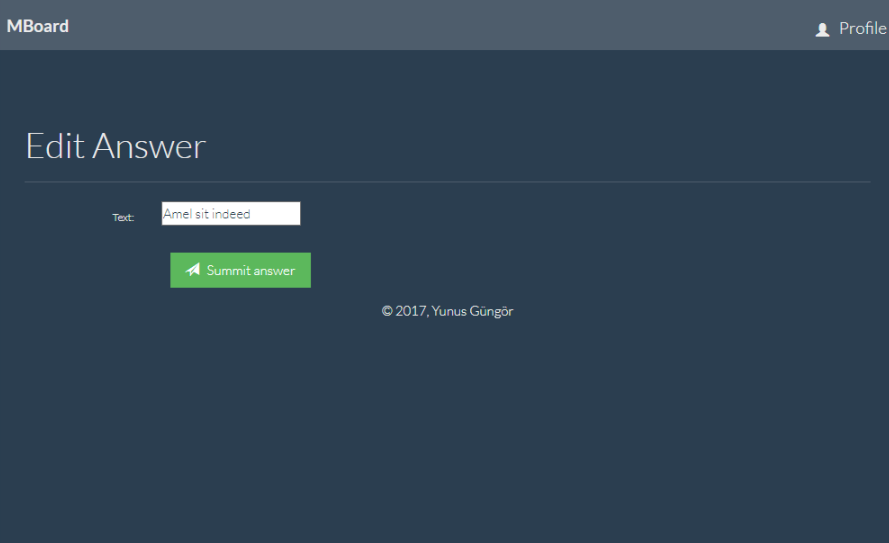 MBoard
Profile
Edit Answer
Text:
Amel sit indeed
Summit answer
© 2017, Yunus Güngör